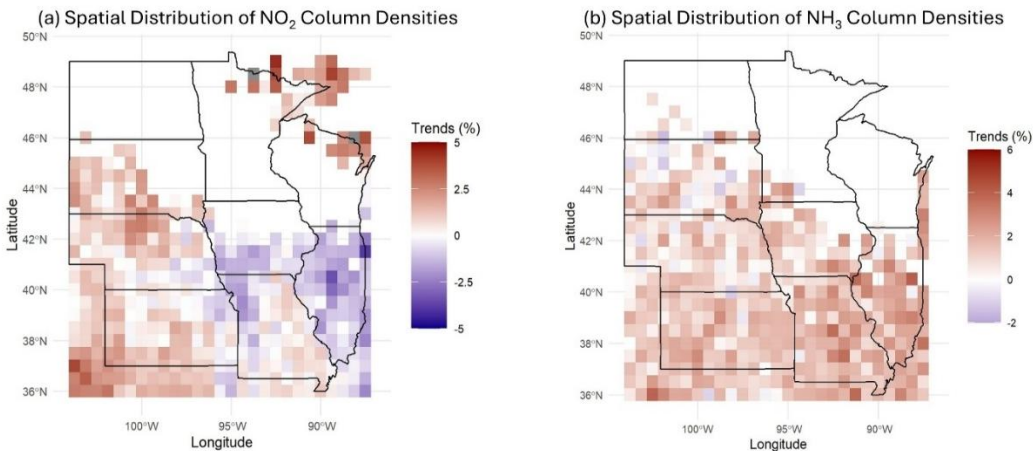 (a) Spatial Distribution of NO₂ Column Densities
50°N
48°N
46°N
44°N
42°N
40°N
38°N
36°N
Latitude
100°W
95°W
90°W
Longitude
Trends (%)
5
2.5
0
-2.5
-5
(b) Spatial Distribution of NH₃ Column Densities
50°N
48°N
46°N
44°N
42°N
40°N
38°N
36°N
Latitude
100°W
95°W
90°W
Longitude
Trends (%)
6
4
2
0
-2